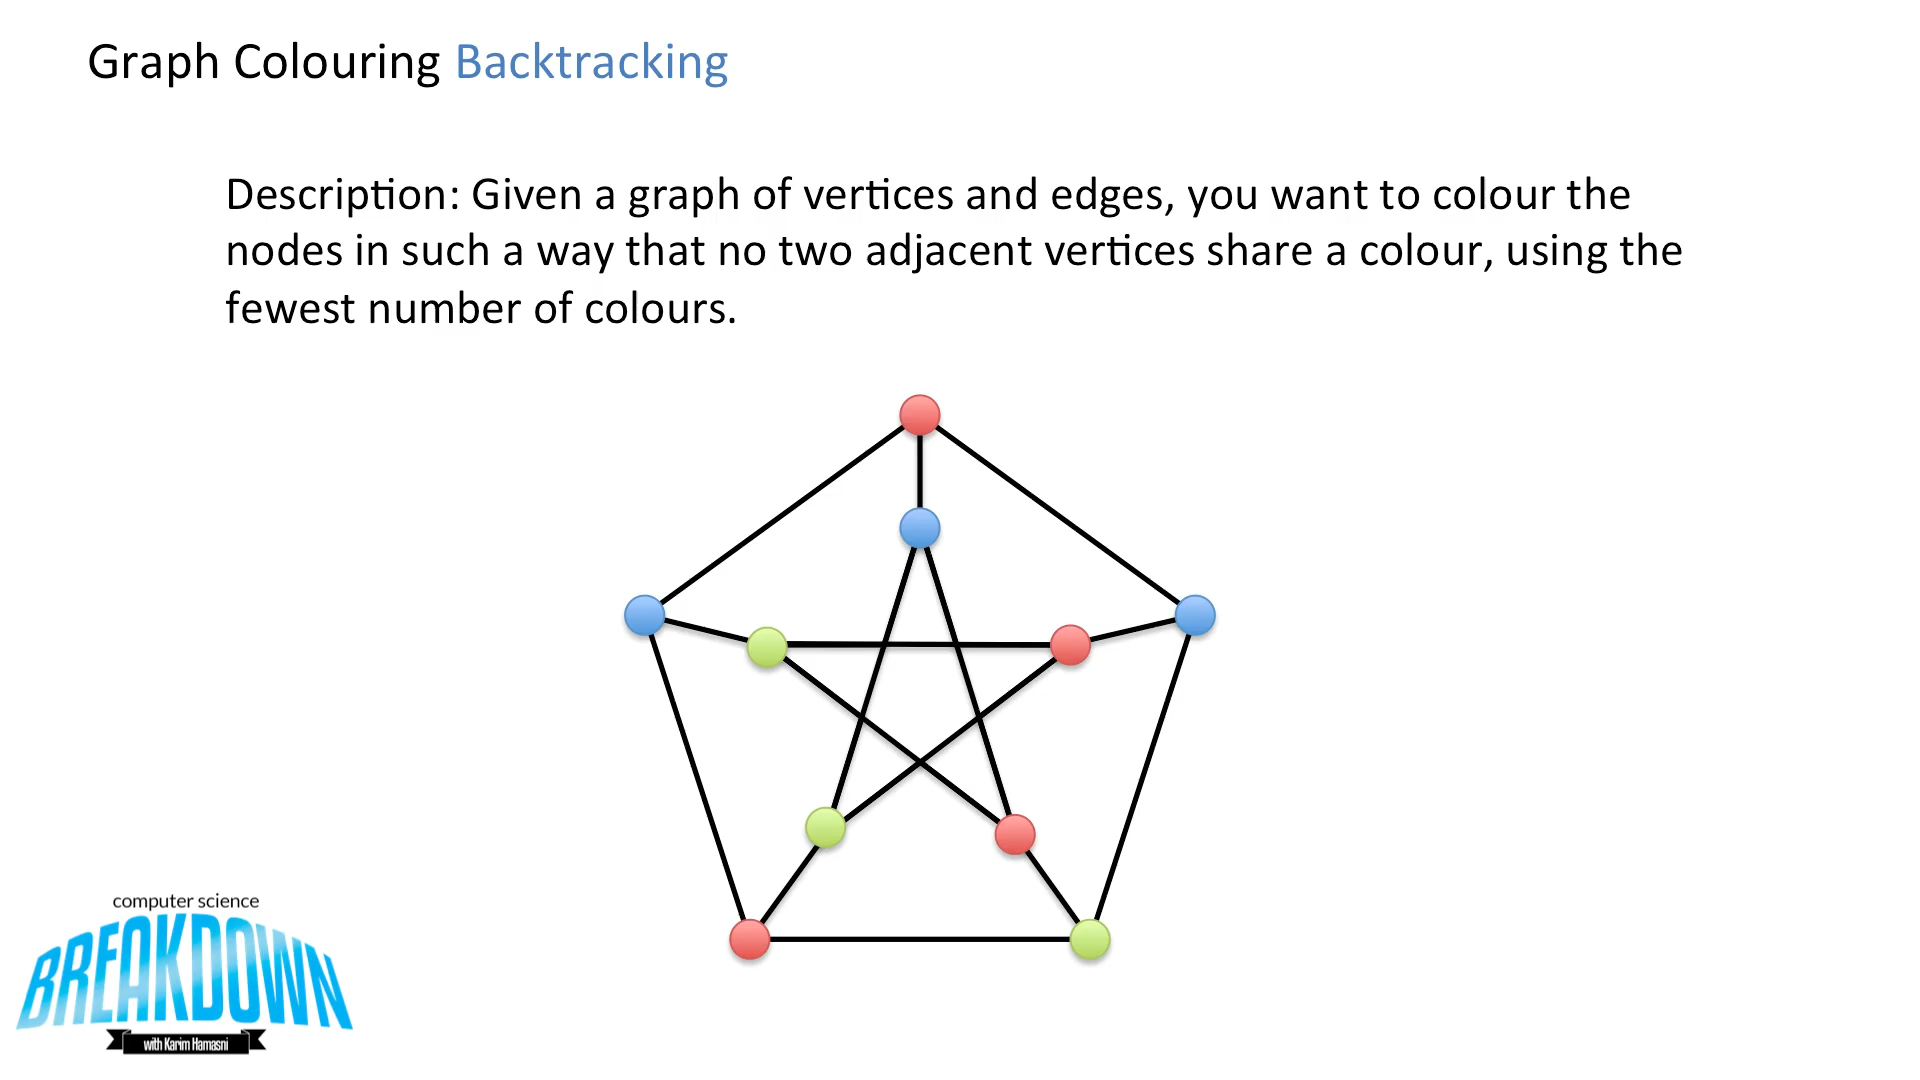 Graph Colouring Backtracking
Description: Given a graph of vertices and edges, you want to colour the
nodes in such a way that no two adjacent vertices share a colour, using the
fewest number of colours.
computer science
BREAKDOWN
with Karim Hamasni